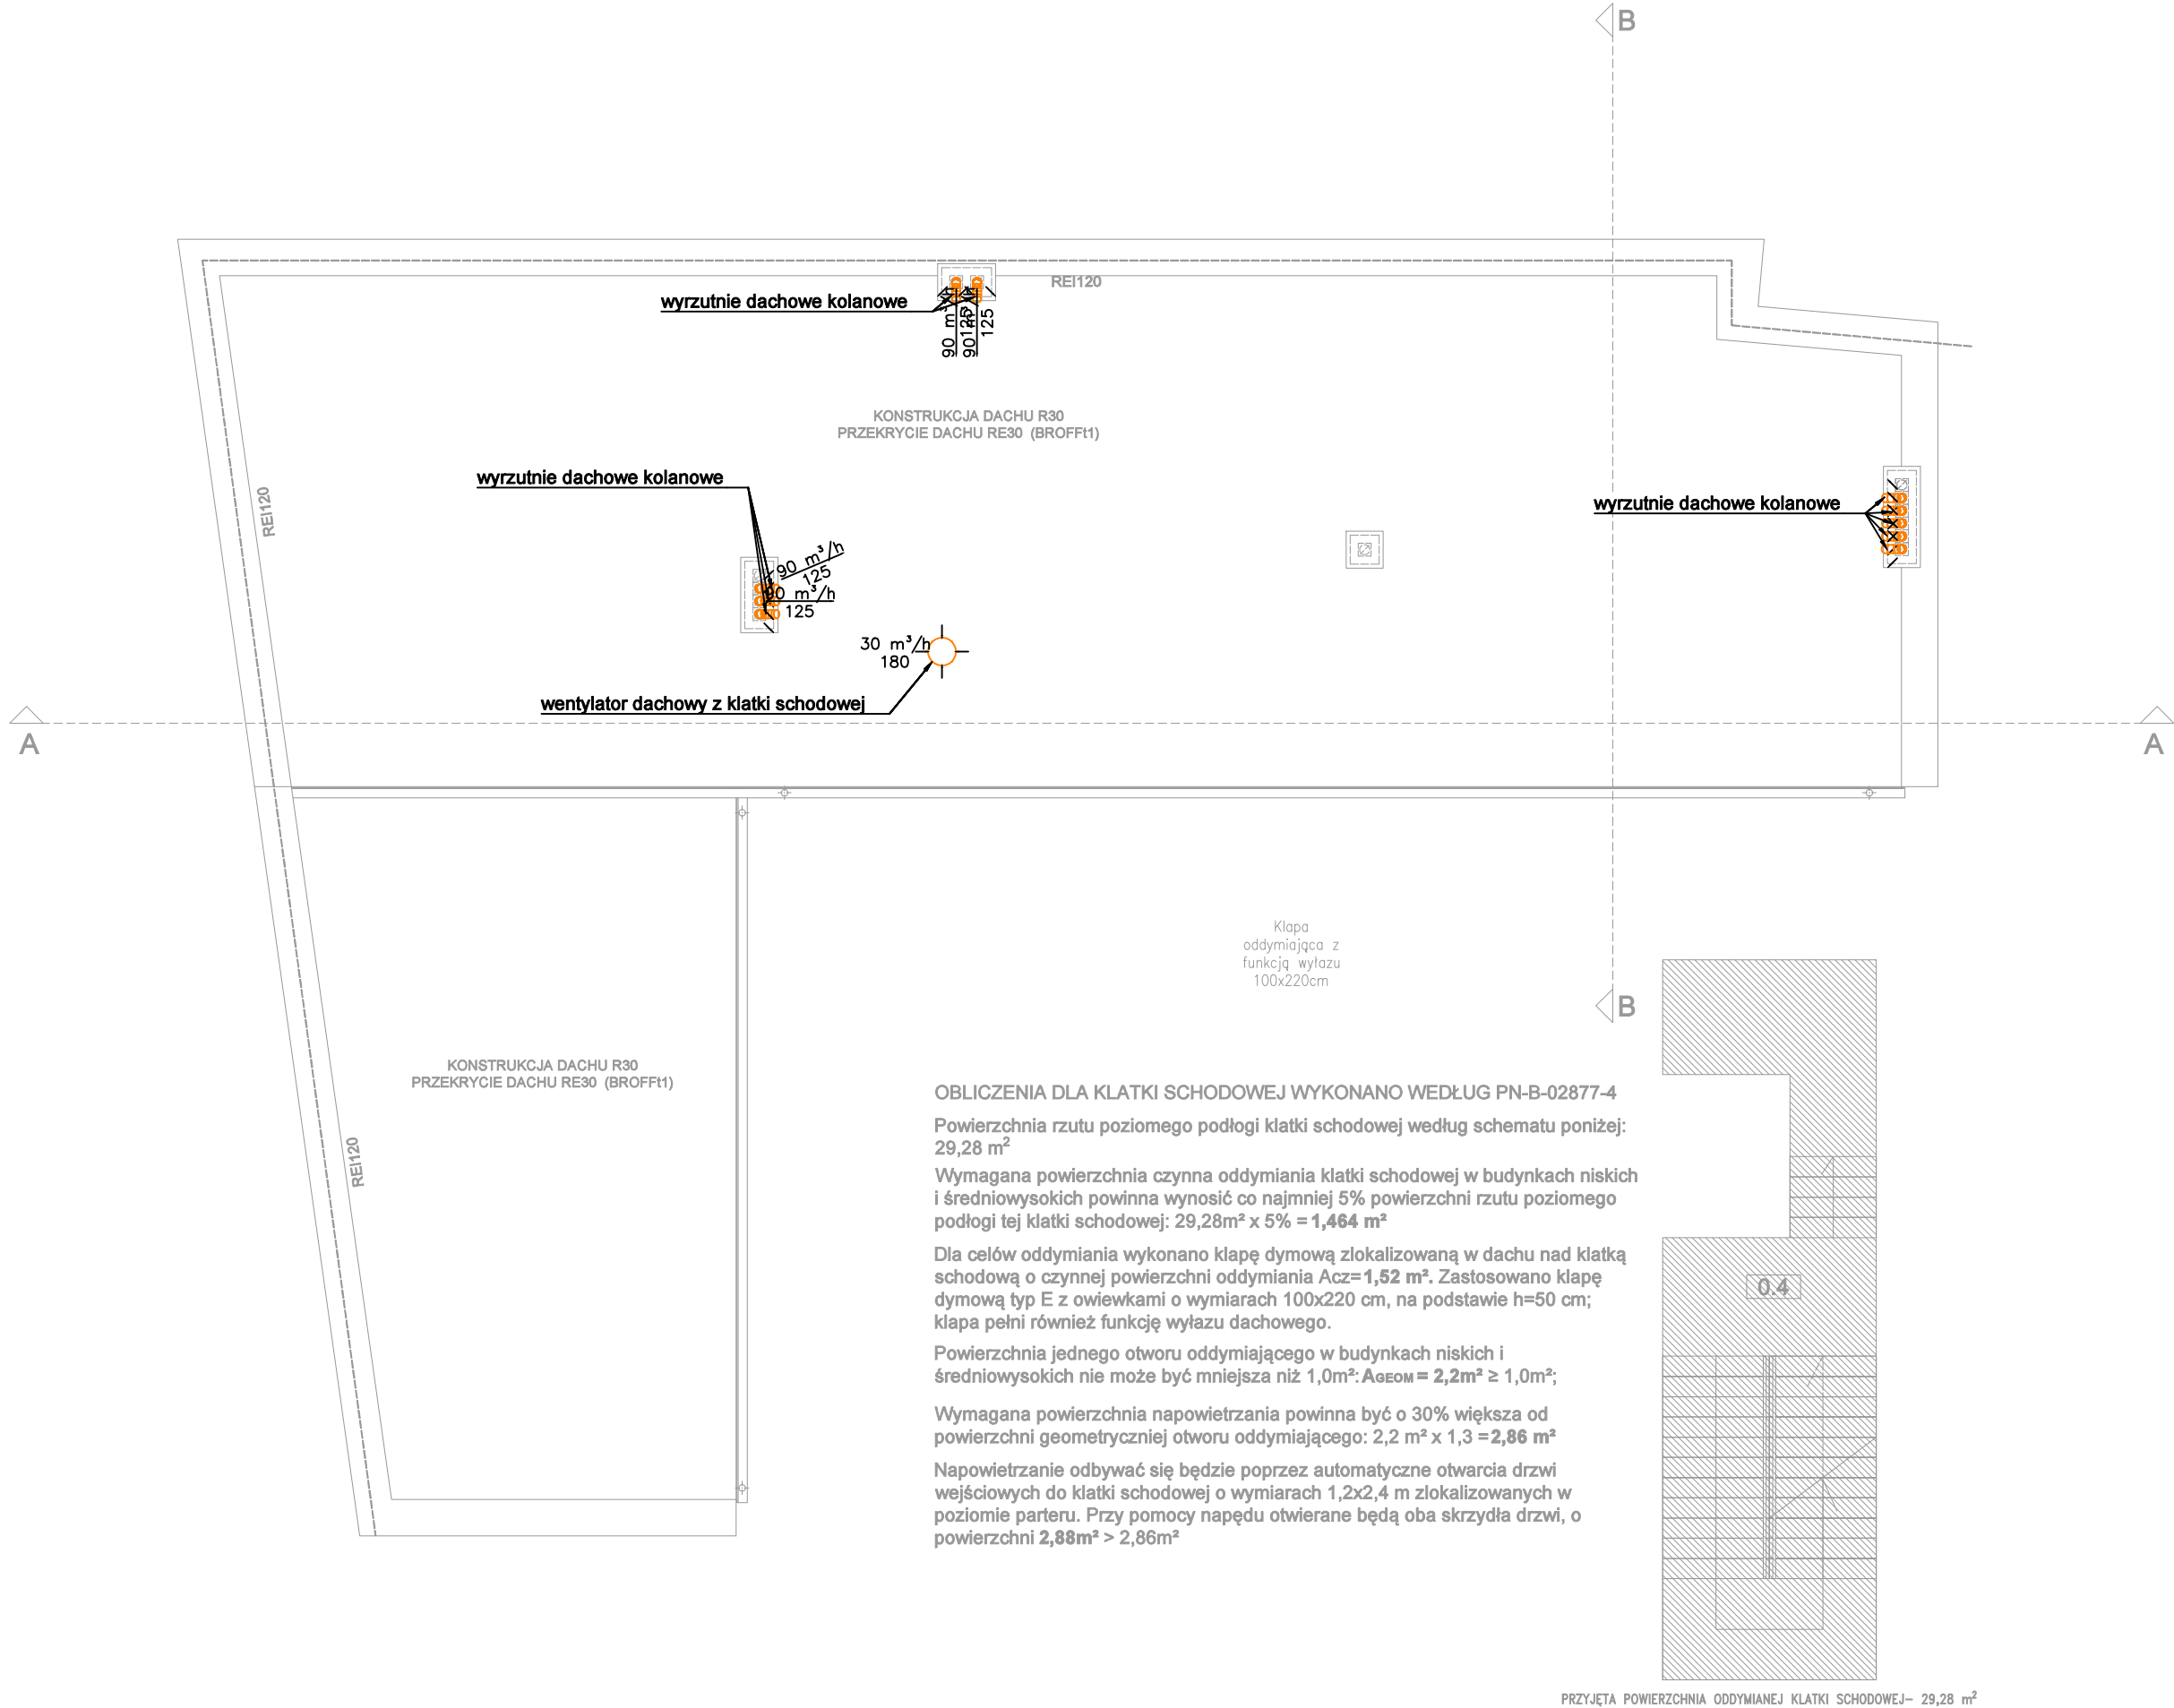 B
REI120
wyrzutnie dachowe kolanowe
90 m³/h
125
90 m³/h
125
KONSTRUKCJA DACHU R30
PRZEKRYCIE DACHU RE30 (BROFFt1)
wyrzutnie dachowe kolanowe
wyrzutnie dachowe kolanowe
REI120
90 m³/h
125
90 m³/h
125
30 m³/h
180
wentylator dachowy z klatki schodowej
A
A
Klapa
oddymiająca z
funkcją wyłazu
100x220cm
B
KONSTRUKCJA DACHU R30
PRZEKRYCIE DACHU RE30 (BROFFt1)
REI120
OBLICZENIA DLA KLATKI SCHODOWEJ WYKONANO WEDŁUG PN-B-02877-4
Powierzchnia rzutu poziomego podłogi klatki schodowej według schematu poniżej:
29,28 m²
Wymagana powierzchnia czynna oddymiania klatki schodowej w budynkach niskich
i średniowysokich powinna wynosić co najmniej 5% powierzchni rzutu poziomego
podłogi tej klatki schodowej: 29,28m² x 5% = 1,464 m²
Dla celów oddymiania wykonano klapę dymową zlokalizowaną w dachu nad klatką
schodową o czynnej powierzchni oddymiania Acz= 1,52 m². Zastosowano klapę
dymową typ E z owiewkami o wymiarach 100x220 cm, na podstawie h=50 cm;
klapa pełni również funkcję wyłazu dachowego.
Powierzchnia jednego otworu oddymiającego w budynkach niskich i
średniowysokich nie może być mniejsza niż 1,0m²: AGEOM = 2,2m² ≥ 1,0m²;
Wymagana powierzchnia napowietrzania powinna być o 30% większa od
powierzchni geometryczniej otworu oddymiającego: 2,2 m² x 1,3 = 2,86 m²
Napowietrzanie odbywać się będzie poprzez automatyczne otwarcia drzwi
wejściowych do klatki schodowej o wymiarach 1,2x2,4 m zlokalizowanych w
poziomie parteru. Przy pomocy napędu otwierane będą oba skrzydła drzwi, o
powierzchni 2,88m² > 2,86m²
0.4
PRZYJĘTA POWIERZCHNIA ODDYMIANEJ KLATKI SCHODOWEJ- 29,28 m²